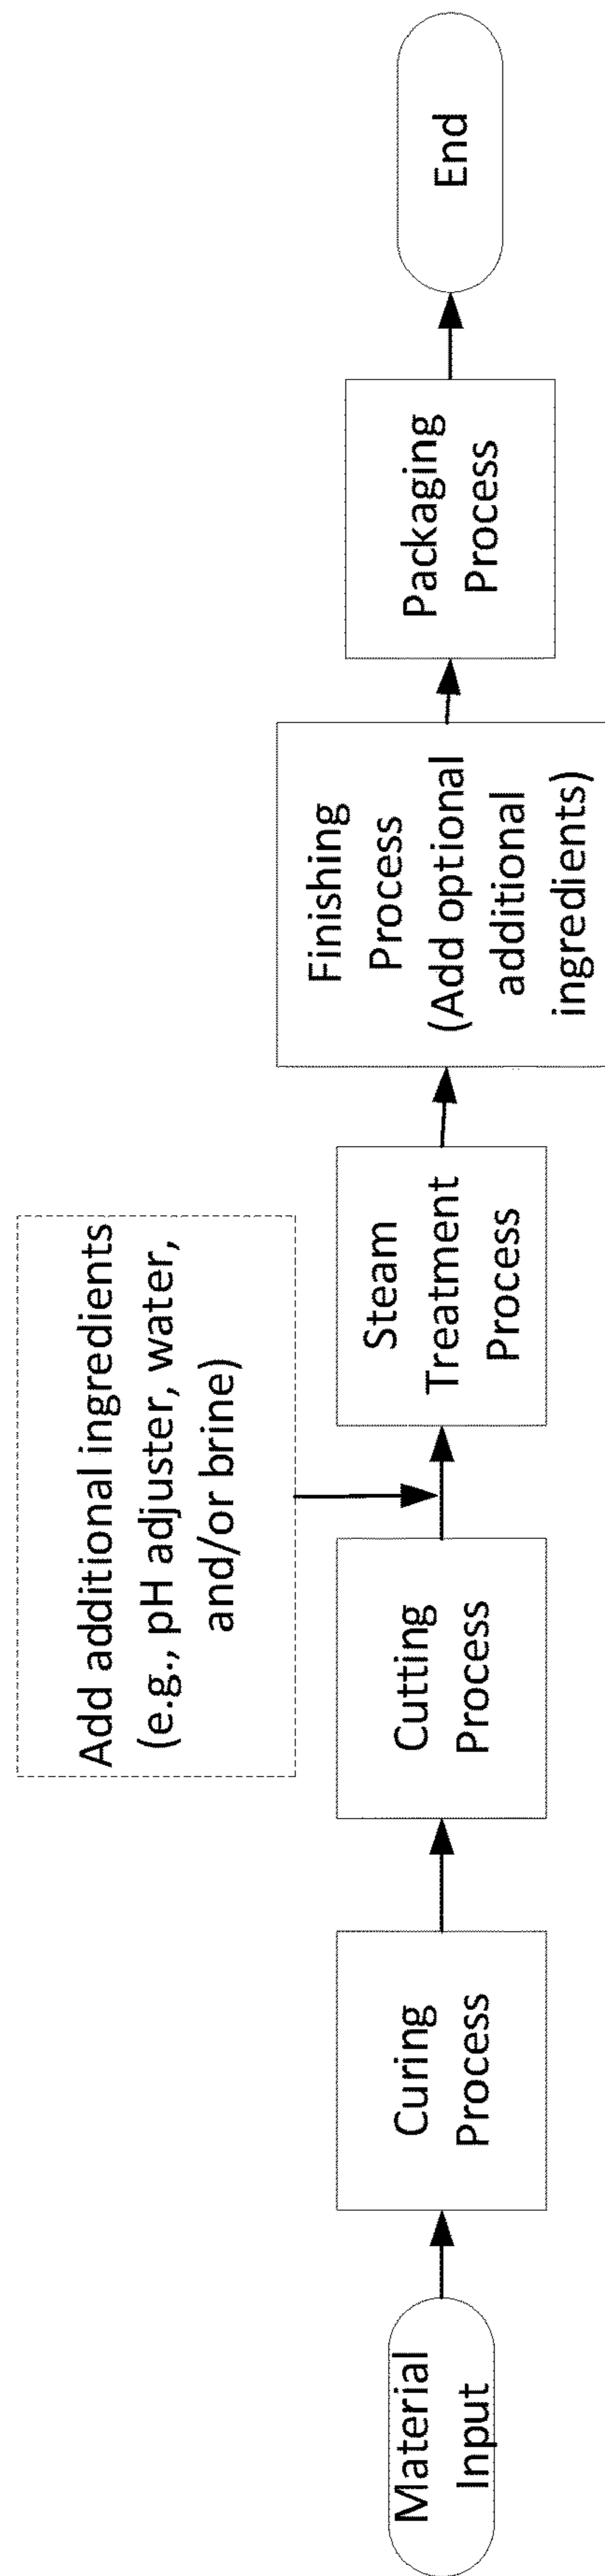 Material
Input
Curing
Process
Cutting
Process
Add additional ingredients
(e.g., pH adjuster, water,
and/or brine)
Steam
Treatment
Process
Finishing
Process
(Add optional
additional
ingredients)
Packaging
Process
End